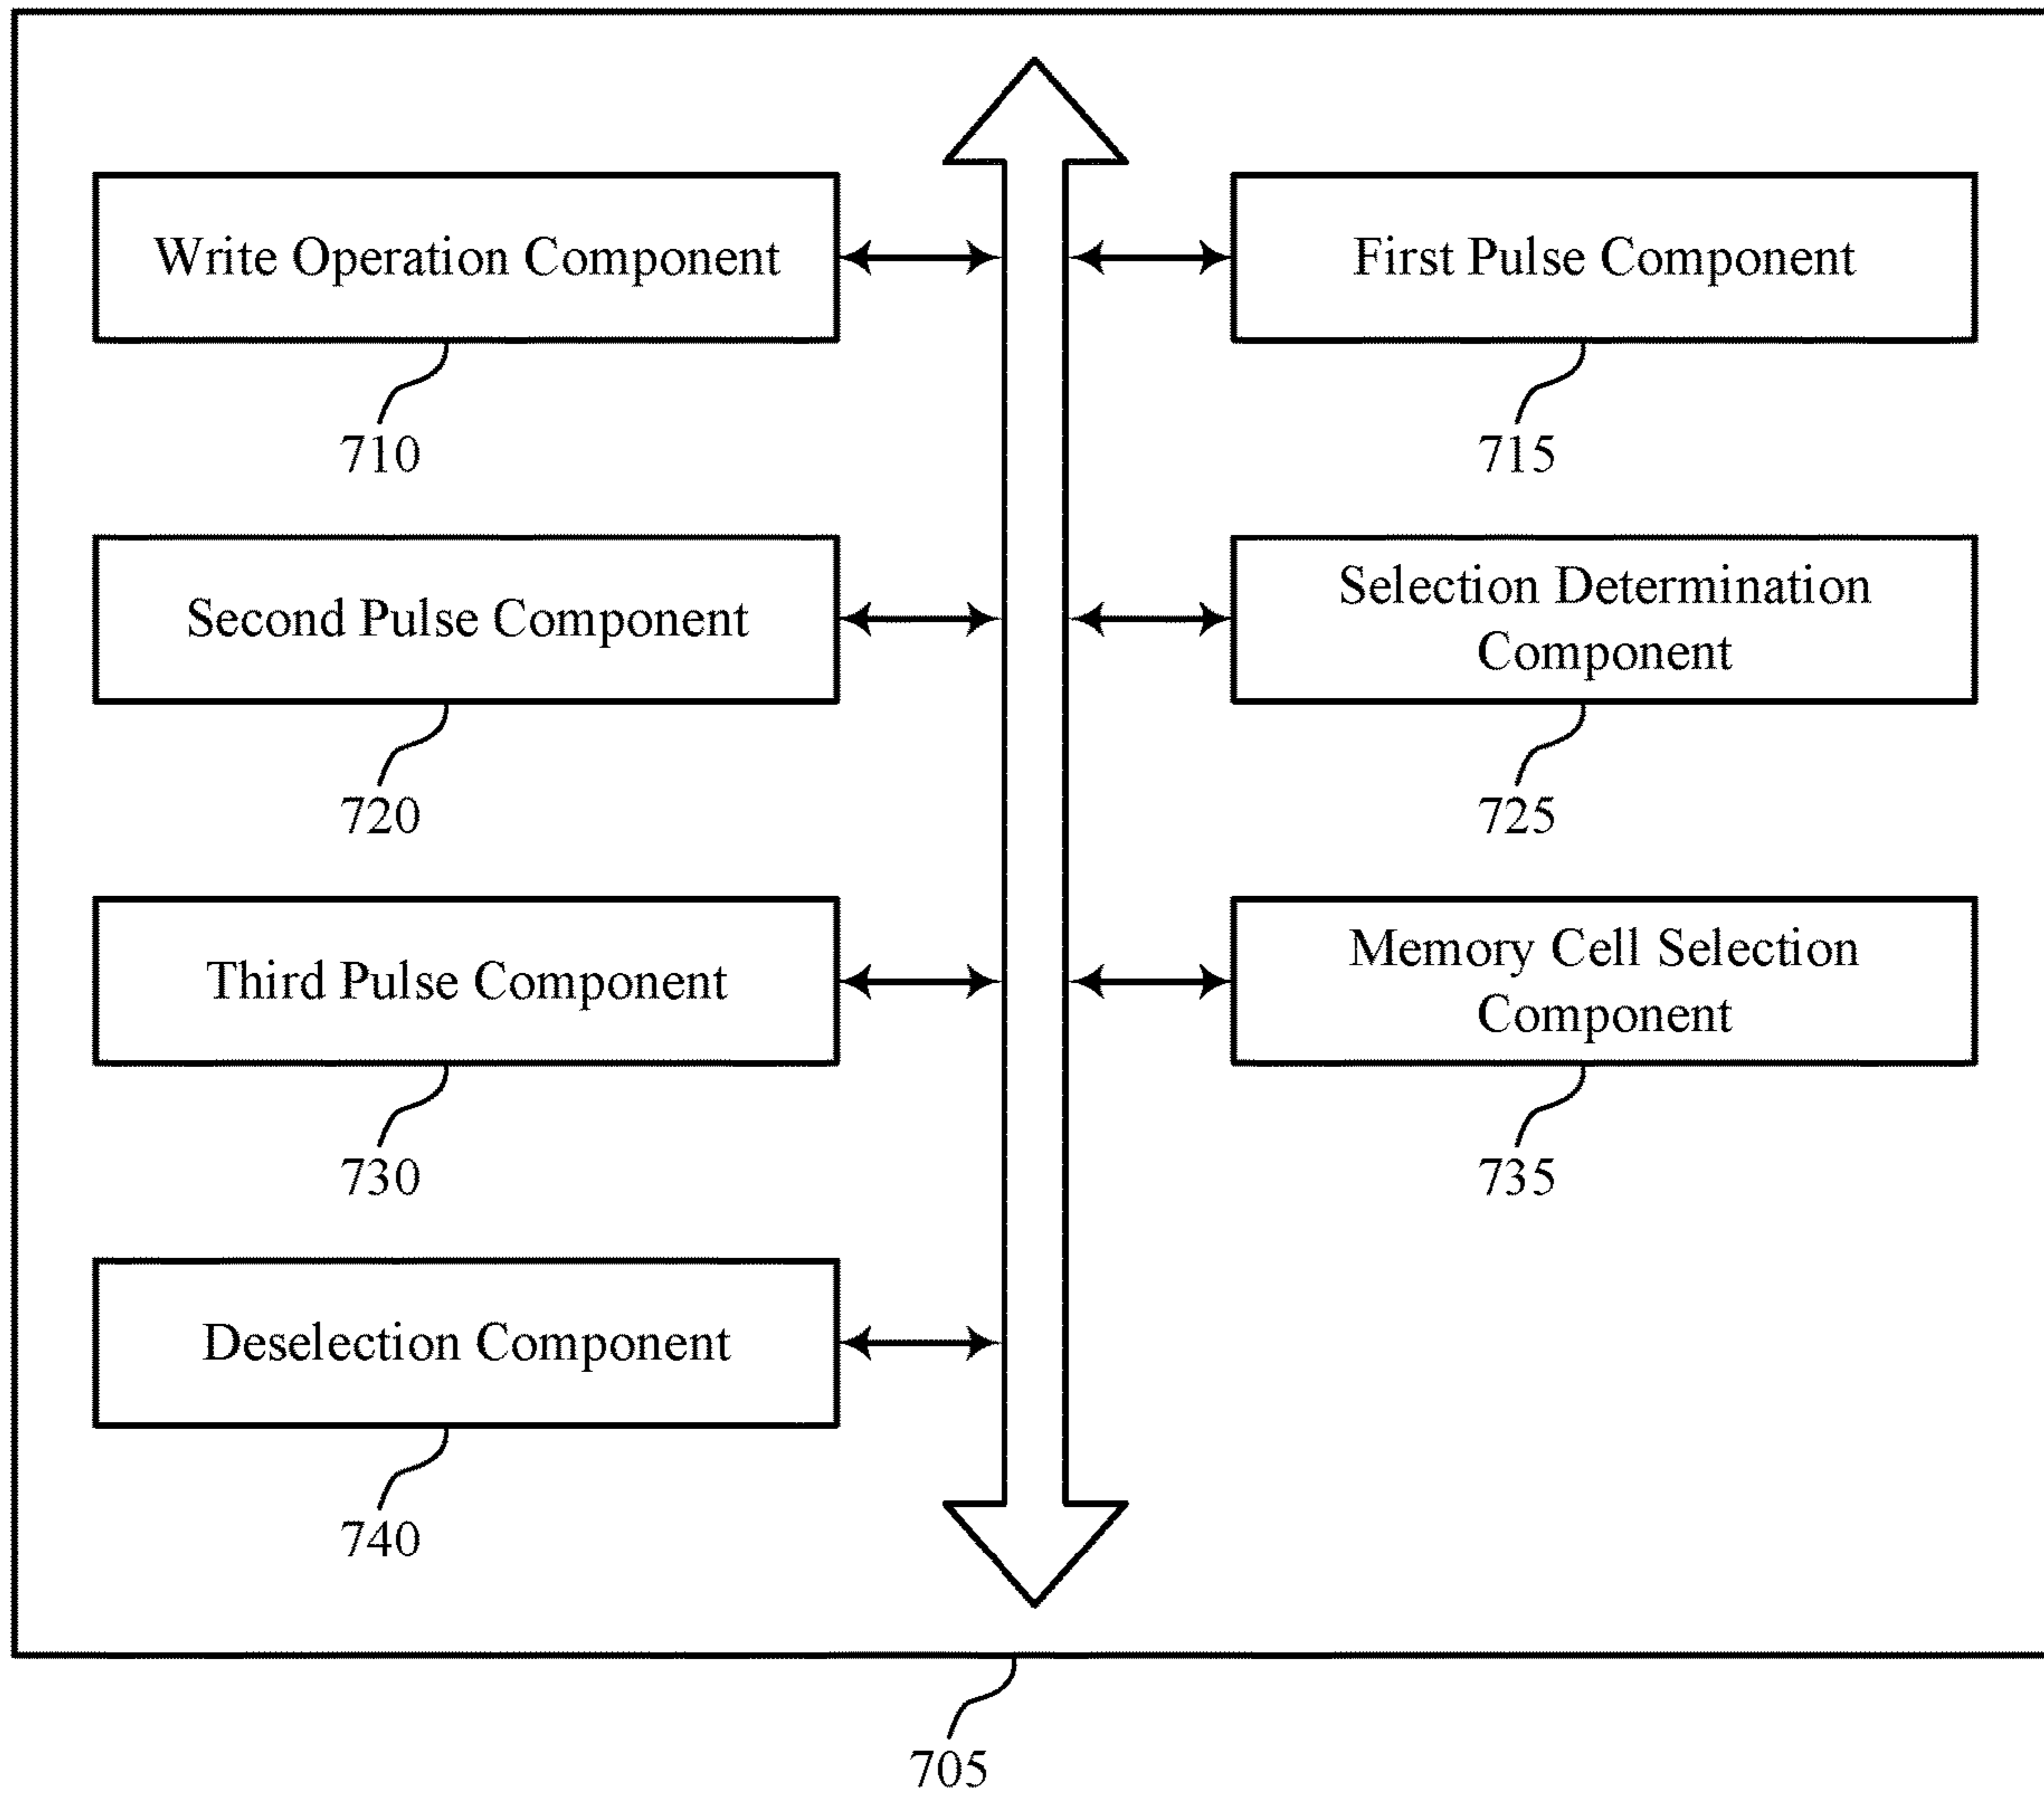 Write Operation Component
First Pulse Component
710
715
Second Pulse Component
Selection Determination
Component
720
725
Third Pulse Component
Memory Cell Selection
Component
730
735
Deselection Component
740
705